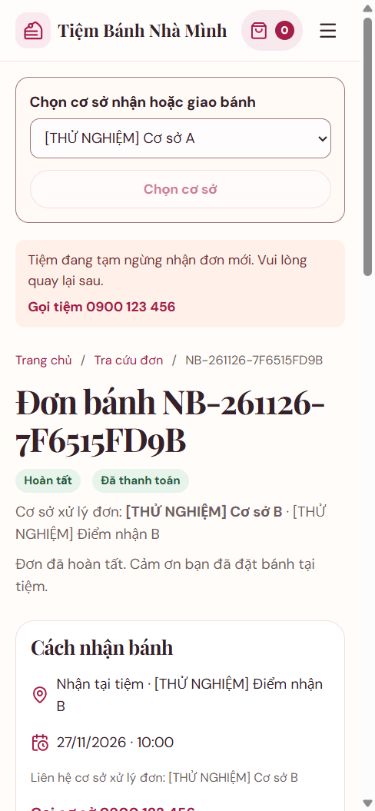 Tiệm Bánh Nhà Mình
0
Chọn cơ sở nhận hoặc giao bánh
[THỬ NGHIỆM] Cơ sở A
Chọn cơ sở
Tiệm đang tạm ngừng nhận đơn mới. Vui lòng
quay lại sau.
Gọi tiệm 0900 123 456
Trang chủ / Tra cứu đơn / NB-261126-7F6515FD9B
Đơn bánh NB-261126-
7F6515FD9B
Hoàn tất Đã thanh toán
Cơ sở xử lý đơn: [THỬ NGHIỆM] Cơ sở B · [THỬ
NGHIỆM] Điểm nhận B
Đơn đã hoàn tất. Cảm ơn bạn đã đặt bánh tại
tiệm.
Cách nhận bánh
Nhận tại tiệm · [THỬ NGHIỆM] Điểm nhận
B
27/11/2026 · 10:00
Liên hệ cơ sở xử lý đơn: [THỬ NGHIỆM] Cơ sở B